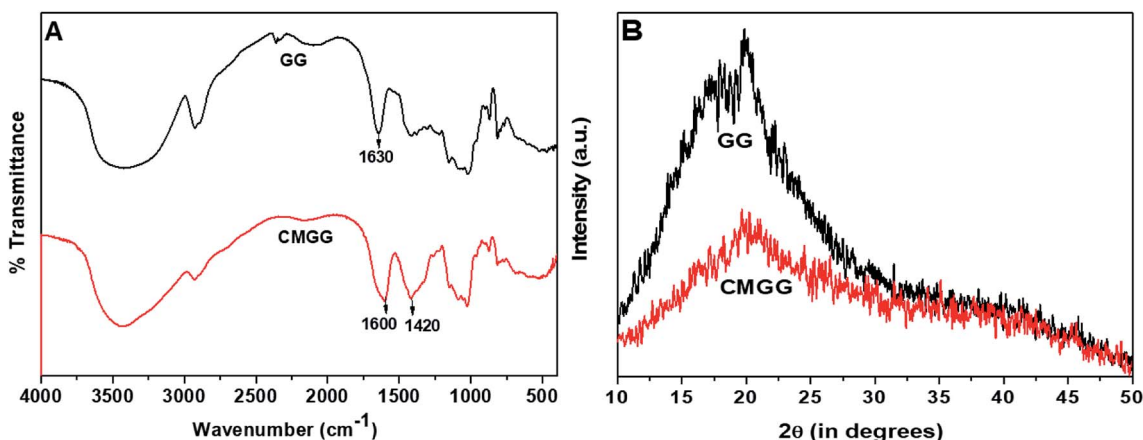 A
% Transmittance
GG
1630
CMGG
1600
1420
4000 3500 3000 2500 2000 1500 1000 500
Wavenumber (cm-1)
B
Intensity (a.u.)
GG
CMGG
10 15 20 25 30 35 40 45 50
2θ (in degrees)